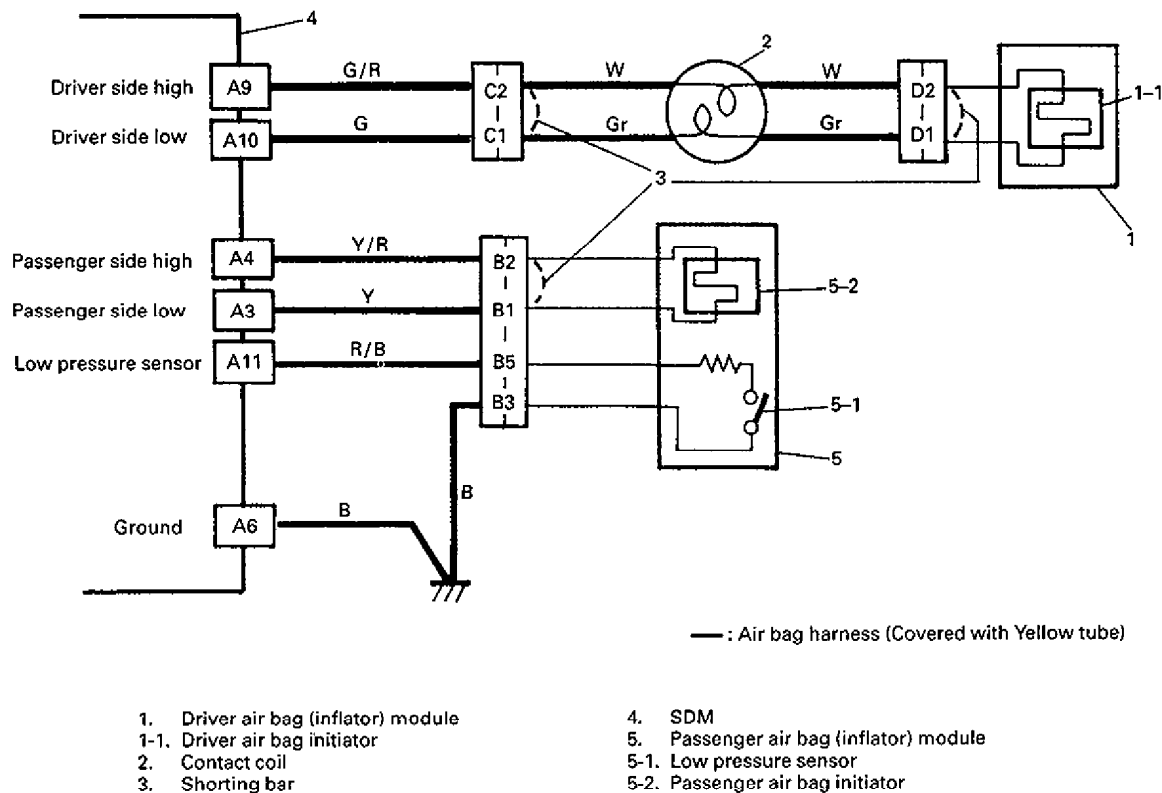 4
2
Driver side high
A9
G/R
C2
W
W
D2
1-1
Driver side low
A10
G
C1
Gr
Gr
D1
3
1
Passenger side high
A4
Y/R
B2
5-2
Passenger side low
A3
Y
B1
Low pressure sensor
A11
R/B
B5
B3
5-1
5
B
Ground
A6
B
: Air bag harness (Covered with Yellow tube)
1. Driver air bag (inflator) module
1-1. Driver air bag initiator
2. Contact coil
3. Shorting bar
4. SDM
5. Passenger air bag (inflator) module
5-1. Low pressure sensor
5-2. Passenger air bag initiator